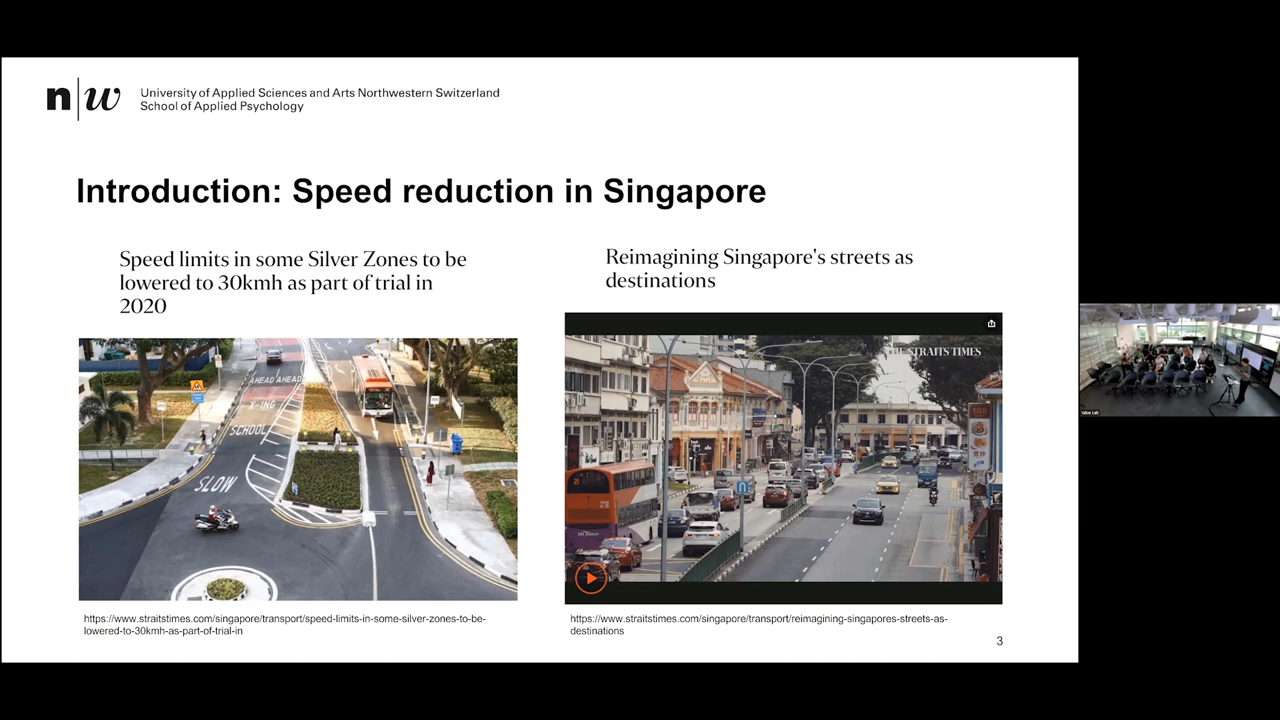 n|w
University of Applied Sciences and Arts Northwestern Switzerland
School of Applied Psychology
Introduction: Speed reduction in Singapore
Speed limits in some Silver Zones to be
lowered to 30kmh as part of trial in
2020
AHEAD AHEAD
X-ING
SCHOOL
SLOW
https://www.straitstimes.com/singapore/transport/speed-limits-in-some-silver-zones-to-be-
lowered-to-30kmh-as-part-of-trial-in
Reimagining Singapore's streets as
destinations
THE STRAITS TIMES
188
https://www.straitstimes.com/singapore/transport/reimagining-singapores-streets-as-
destinations
3
Value Lab